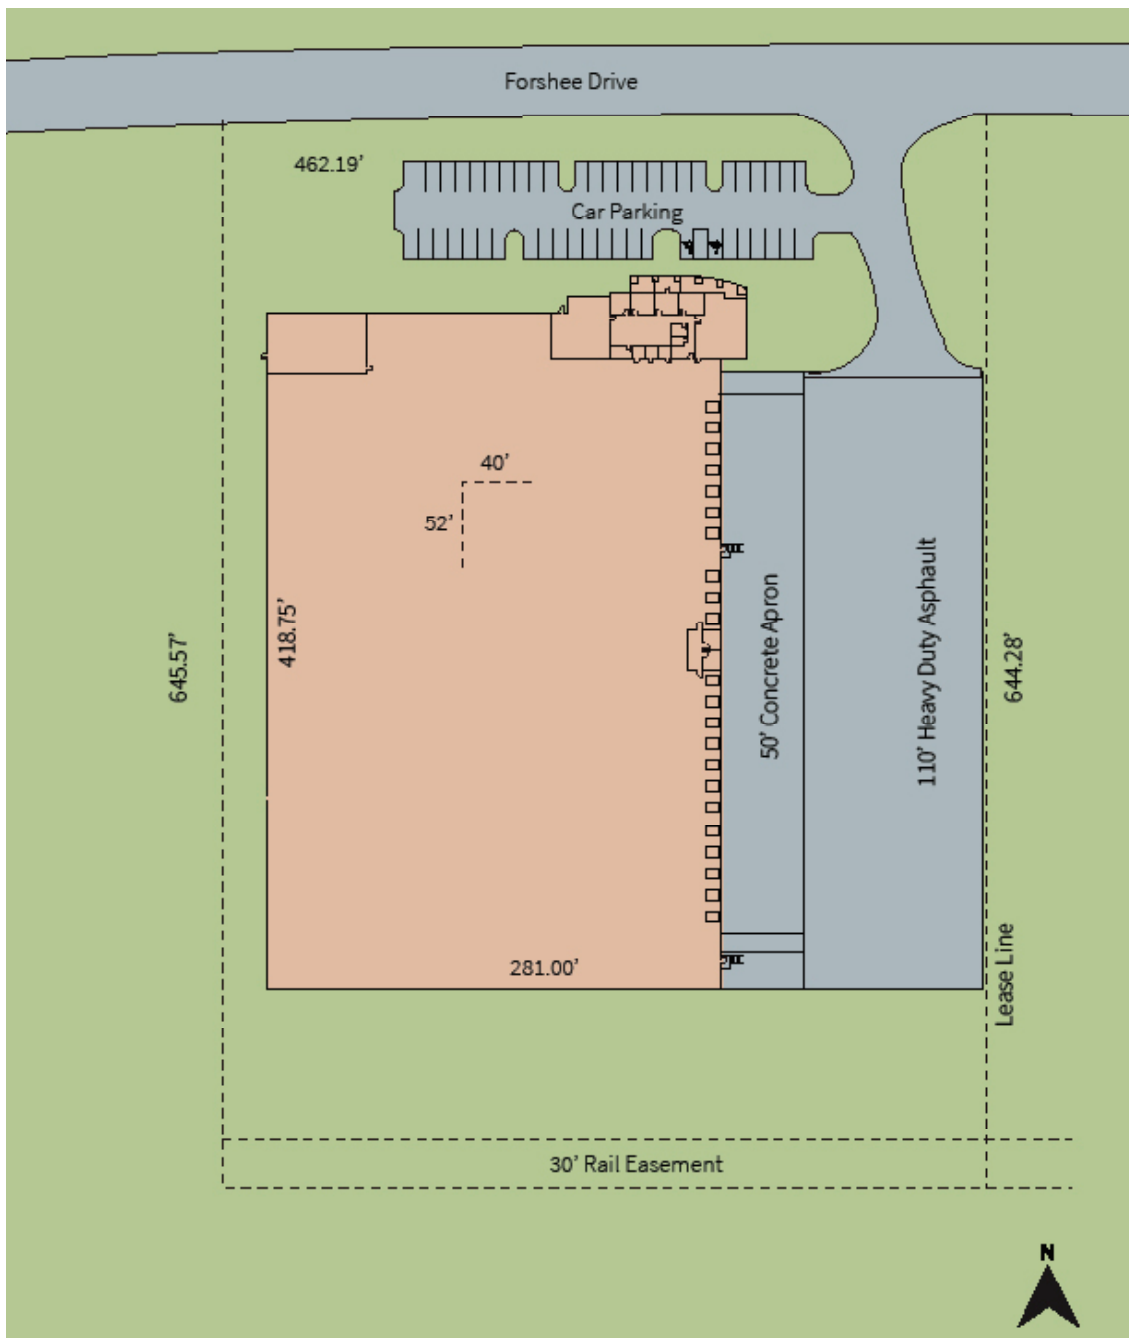 Forshee Drive
462.19’
Car Parking
40’
52’
418.75’
645.57’
50’ Concrete Apron
110’ Heavy Duty Asphault
644.28’
281.00’
Lease Line
30’ Rail Easement
N